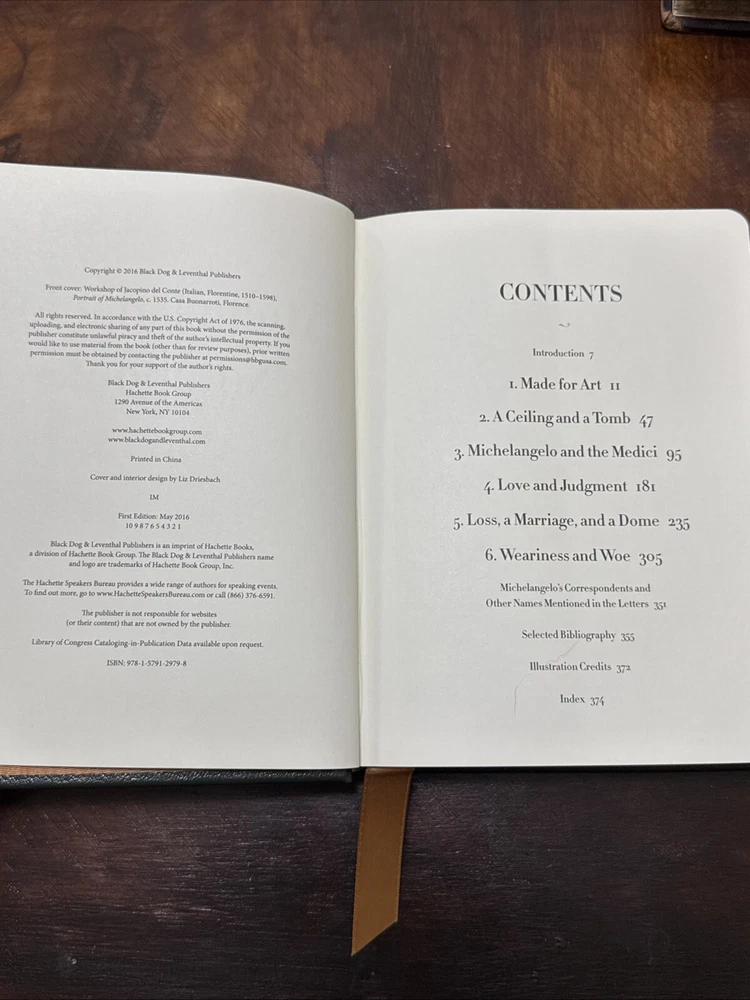 Copyright © 2016 Black Dog & Leventhal Publishers
Front cover: Workshop of Jacopino del Conte (Italian, Florentine, 1510–1598),
Portrait of Michelangelo, c. 1535. Casa Buonarroti, Florence.
All rights reserved. In accordance with the U.S. Copyright Act of 1976, the scanning,
uploading, and electronic sharing of any part of this book without the permission of the
publisher constitute unlawful piracy and theft of the author's intellectual property. If you
would like to use material from the book (other than for review purposes), prior written
permission must be obtained by contacting the publisher at permissions@hbgusa.com.
Thank you for your support of the author's rights.
Black Dog & Leventhal Publishers
Hachette Book Group
1290 Avenue of the Americas
New York, NY 10104
www.hachettebookgroup.com
www.blackdogandleventhal.com
Printed in China
Cover and interior design by Liz Driesbach
IM
First Edition: May 2016
10 9 8 7 6 5 4 3 2 1
Black Dog & Leventhal Publishers is an imprint of Hachette Books,
a division of Hachette Book Group. The Black Dog & Leventhal Publishers name
and logo are trademarks of Hachette Book Group, Inc.
The Hachette Speakers Bureau provides a wide range of authors for speaking events.
To find out more, go to www.HachetteSpeakersBureau.com or call (866) 376-6591.
The publisher is not responsible for websites
(or their content) that are not owned by the publisher.
Library of Congress Cataloging-in-Publication Data available upon request.
ISBN: 978-1-5791-2979-8
CONTENTS
Introduction 7
1. Made for Art 11
2. A Ceiling and a Tomb 47
3. Michelangelo and the Medici 95
4. Love and Judgment 181
5. Loss, a Marriage, and a Dome 235
6. Weariness and Woe 305
Michelangelo's Correspondents and
Other Names Mentioned in the Letters 351
Selected Bibliography 355
Illustration Credits 372
Index 374